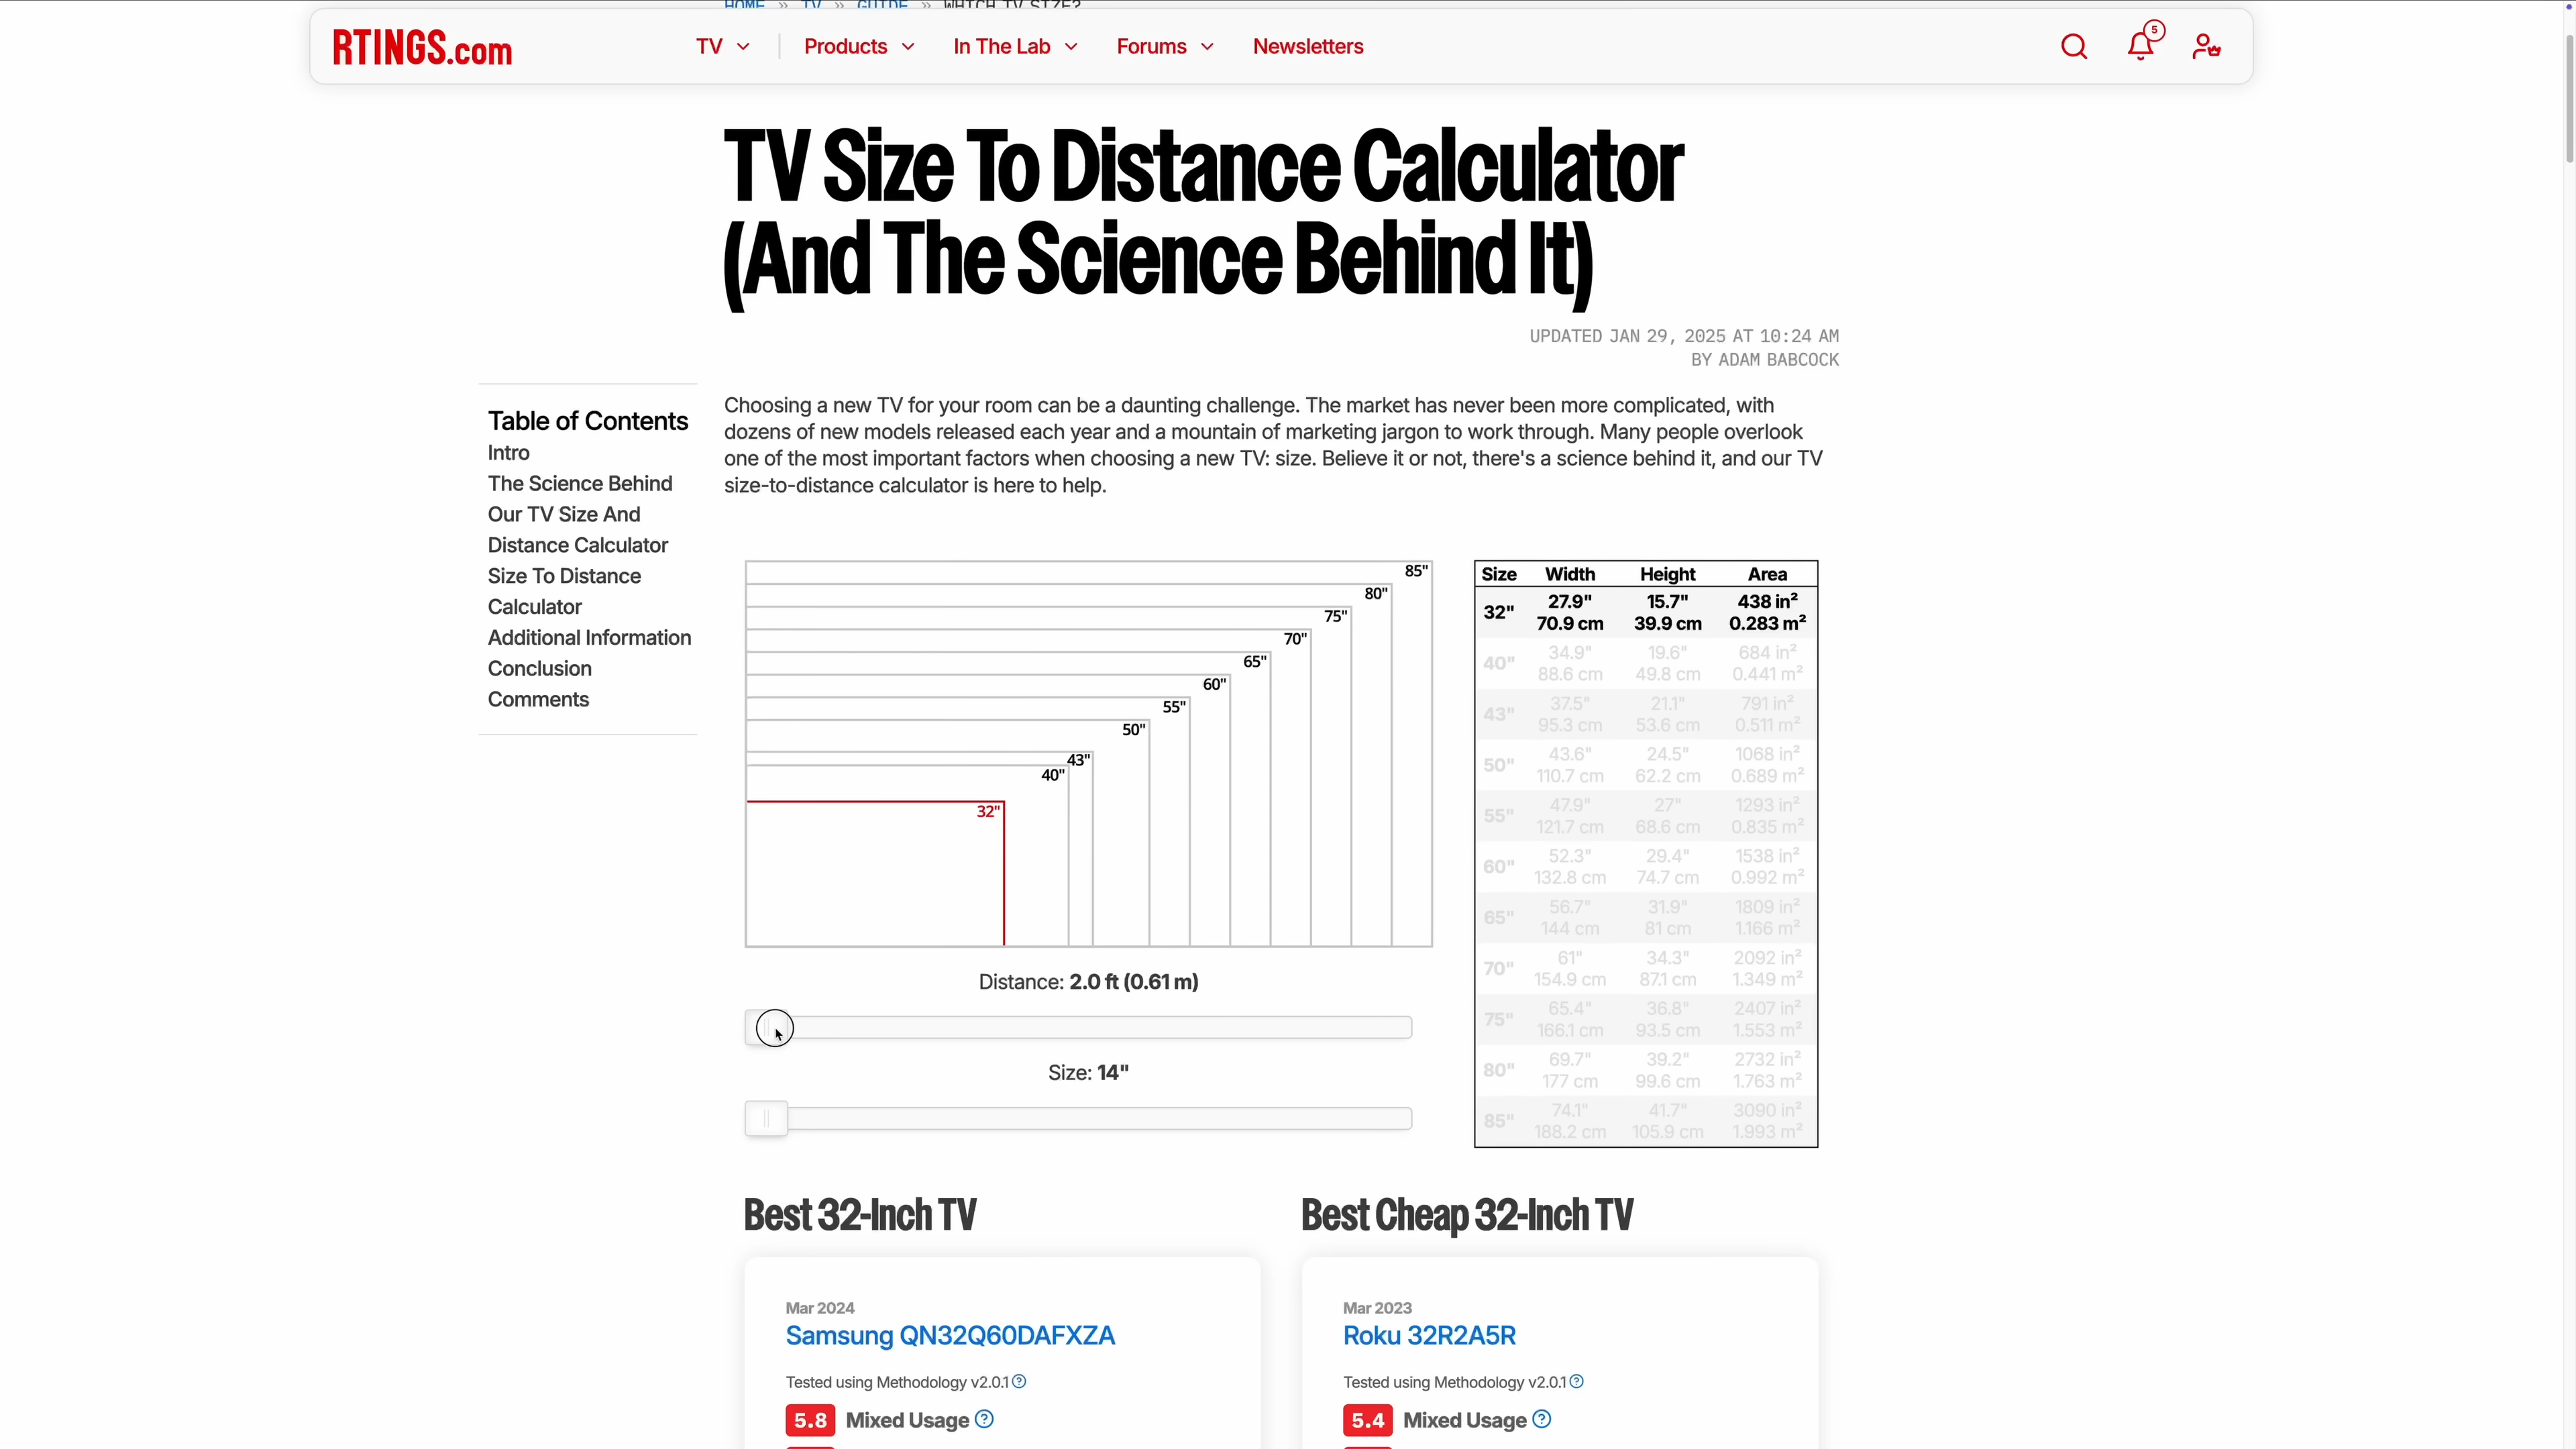 HOME » TV » GUIDE » WHICH TV SIZE?
RTINGS.com
TV
Products
In The Lab
Forums
Newsletters
5
TV Size To Distance Calculator
(And The Science Behind It)
UPDATED JAN 29, 2025 AT 10:24 AM
BY ADAM BABCOCK
Table of Contents
Intro
The Science Behind
Our TV Size And
Distance Calculator
Size To Distance
Calculator
Additional Information
Conclusion
Comments
Choosing a new TV for your room can be a daunting challenge. The market has never been more complicated, with
dozens of new models released each year and a mountain of marketing jargon to work through. Many people overlook
one of the most important factors when choosing a new TV: size. Believe it or not, there's a science behind it, and our TV
size-to-distance calculator is here to help.
85"
80"
75"
70"
65"
60"
55"
50"
43"
40"
32"
Distance: 2.0 ft (0.61 m)
Size: 14"
Size Width Height Area
32" 27.9" 15.7" 438 in²
70.9 cm 39.9 cm 0.283 m²
40" 34.9" 19.6" 684 in²
88.6 cm 49.8 cm 0.441 m²
43" 37.5" 21.1" 791 in²
95.3 cm 53.6 cm 0.511 m²
50" 43.6" 24.5" 1068 in²
110.7 cm 62.2 cm 0.689 m²
55" 47.9" 27" 1293 in²
121.7 cm 68.6 cm 0.835 m²
60" 52.3" 29.4" 1538 in²
132.8 cm 74.7 cm 0.992 m²
65" 56.7" 31.9" 1809 in²
144 cm 81 cm 1.166 m²
70" 61" 34.3" 2092 in²
154.9 cm 87.1 cm 1.349 m²
75" 65.4" 36.8" 2407 in²
166.1 cm 93.5 cm 1.553 m²
80" 69.7" 39.2" 2732 in²
177 cm 99.6 cm 1.763 m²
85" 74.1" 41.7" 3090 in²
188.2 cm 105.9 cm 1.993 m²
Best 32-Inch TV
Mar 2024
Samsung QN32Q60DAFXZA
Tested using Methodology v2.0.1
5.8 Mixed Usage
Best Cheap 32-Inch TV
Mar 2023
Roku 32R2A5R
Tested using Methodology v2.0.1
5.4 Mixed Usage